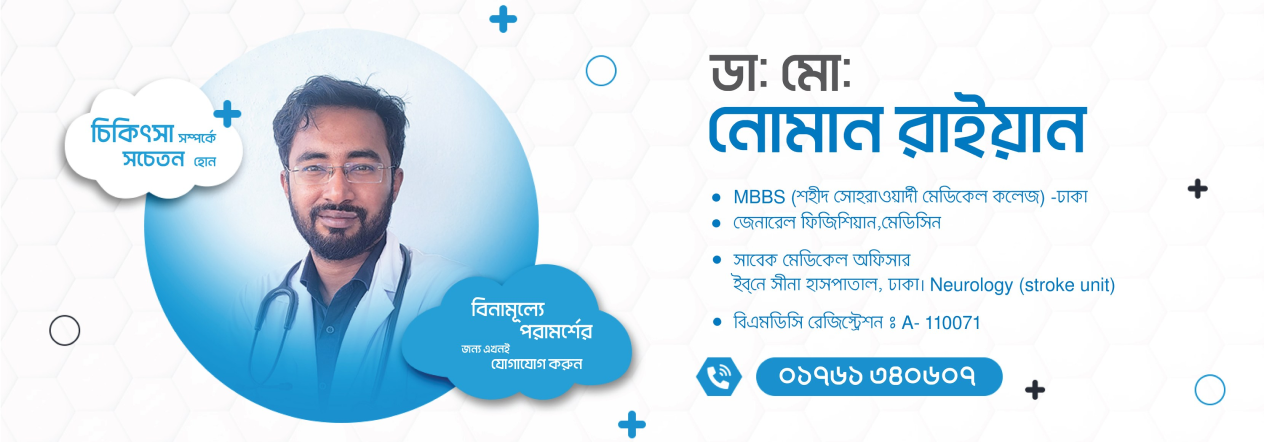 চিকিৎসা সম্পর্কে
সচেতন হোন
বিনামূল্যে
পরামর্শের
জন্য এখনই
যোগাযোগ করুন
ডা: মো:
নোমান রাইয়ান
MBBS (শহীদ সোহরাওয়ার্দী মেডিকেল কলেজ) -ঢাকা
জেনারেল ফিজিশিয়ান,মেডিসিন
সাবেক মেডিকেল অফিসার
ইব্‌নে সীনা হাসপাতাল, ঢাকা। Neurology (stroke unit)
বিএমডিসি রেজিস্ট্রেশন ঃ A- 110071
০১৭৬১ ৩৪০৬০৭